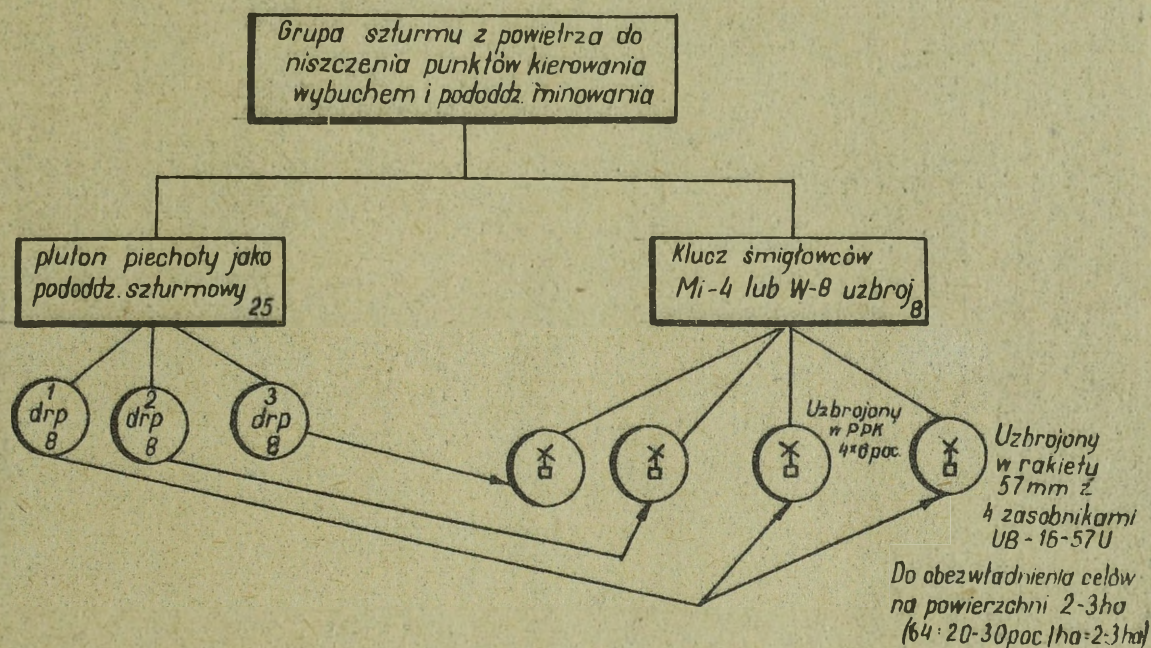 Grupa szturmu z powietrza do
niszczenia punktów kierowania
wybuchem i pododdz. minowania
pluton piechoty jako
pododdz. szturmowy
25
Klucz śmigłowców
Mi-4 lub W-8 uzbroj.
8
1
drp
8
2
drp
8
3
drp
8
Uzbrojony
w PPK
4×6poc.
Uzbrojony
w rakiety
57mm z
4 zasobnikami
UB-16-57U
Do obezwładnienia celów
na powierzchni 2-3ha
(64:20-30poc/ha=2-3ha)